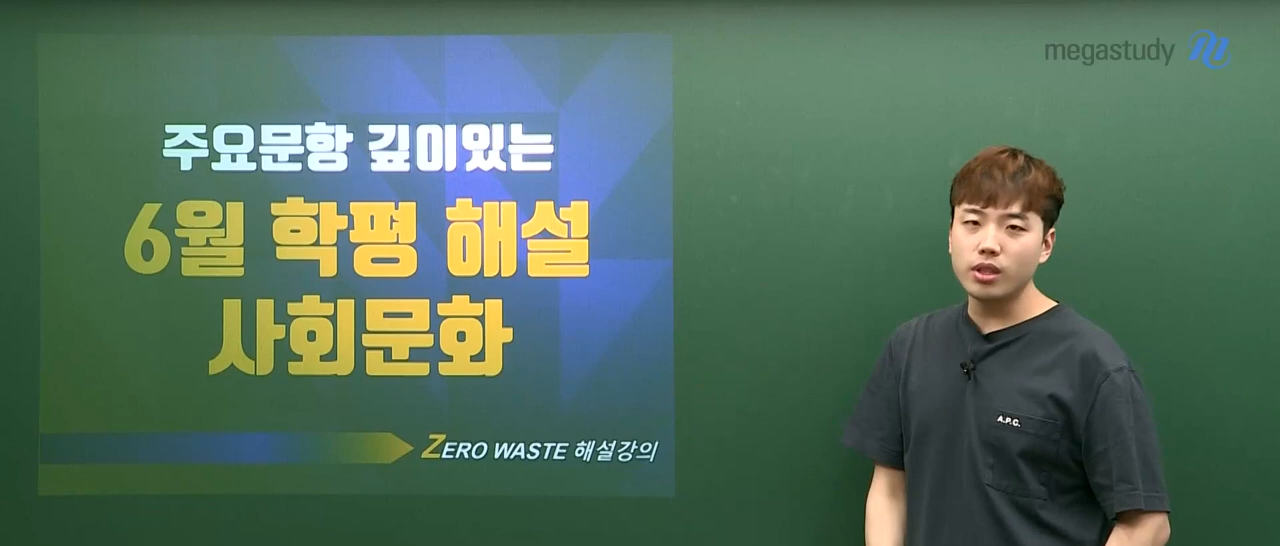 megastudy
주요문항 깊이있는
6월 학평 해설
사회문화
ZERO WASTE 해설강의
A.P.C.